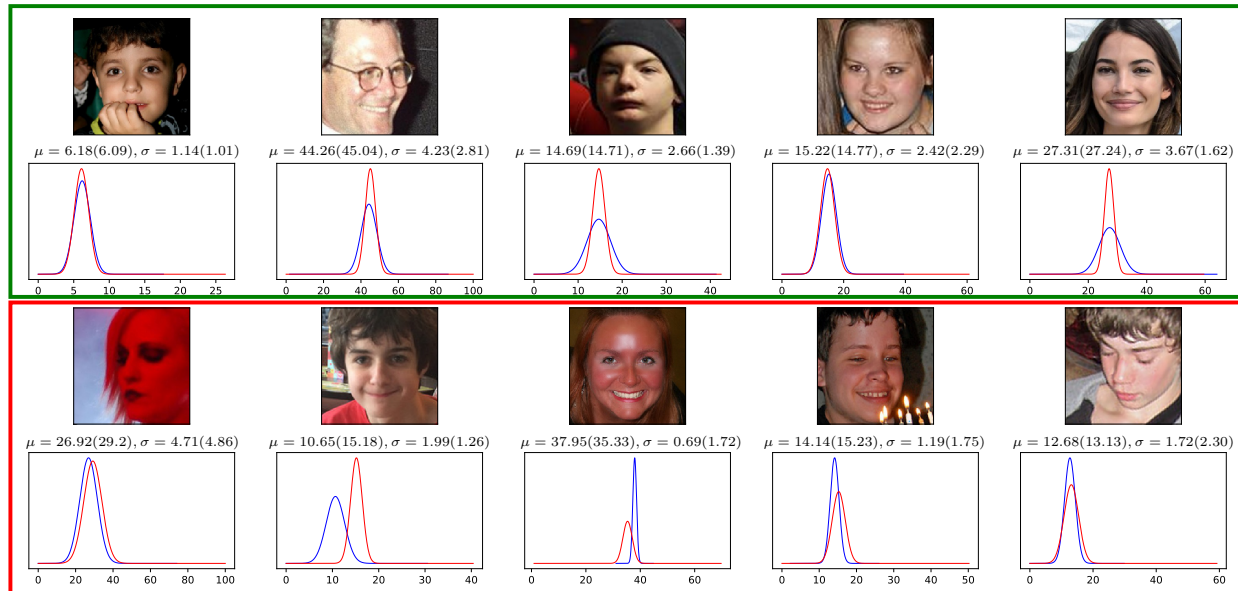 μ = 6.18(6.09), σ = 1.14(1.01)
μ = 44.26(45.04), σ = 4.23(2.81)
μ = 14.69(14.71), σ = 2.66(1.39)
μ = 15.22(14.77), σ = 2.42(2.29)
μ = 27.31(27.24), σ = 3.67(1.62)
0 5 10 15 20 25
0 20 40 60 80 100
0 10 20 30 40
0 20 40 60
0 20 40 60
μ = 26.92(29.2), σ = 4.71(4.86)
μ = 10.65(15.18), σ = 1.99(1.26)
μ = 37.95(35.33), σ = 0.69(1.72)
μ = 14.14(15.23), σ = 1.19(1.75)
μ = 12.68(13.13), σ = 1.72(2.30)
0 20 40 60 80 100
0 10 20 30 40
0 20 40 60
0 10 20 30 40 50
0 20 40 60